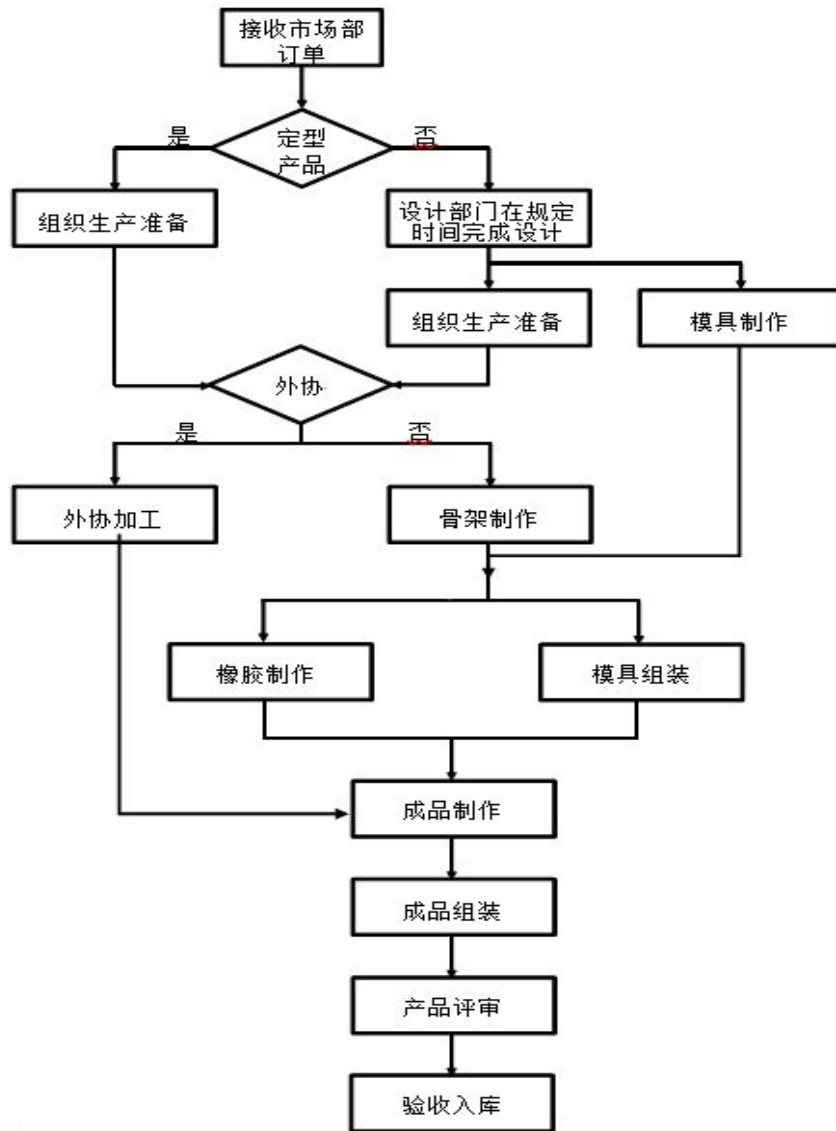 接收市场部
订单
定型
产品
是
否
组织生产准备
设计部门在规定
时间完成设计
组织生产准备
模具制作
外协
是
否
外协加工
骨架制作
橡胶制作
模具组装
成品制作
成品组装
产品评审
验收入库